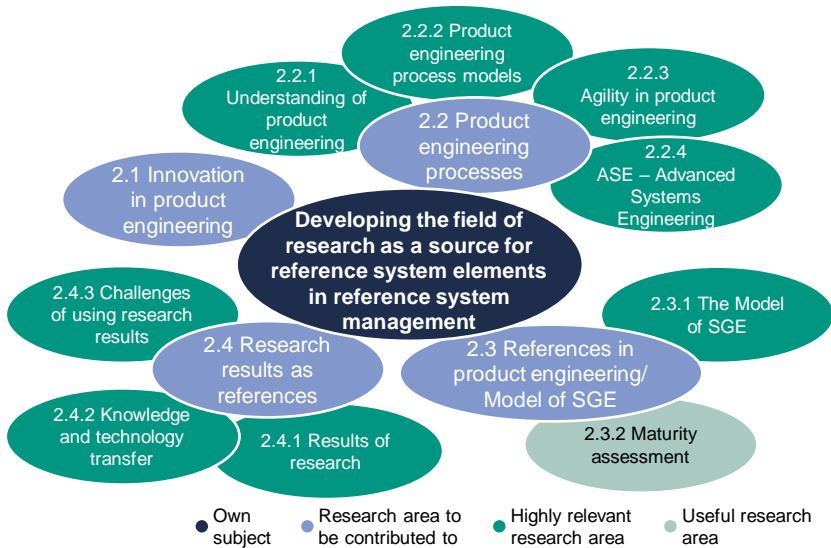 2.2.2 Product
engineering
process models
2.2.1
Understanding of
product
engineering
2.2.3
Agility in product
engineering
2.2 Product
engineering
processes
2.2.4
ASE – Advanced
Systems
Engineering
2.1 Innovation
in product
engineering
Developing the field of
research as a source for
reference system elements
in reference system
management
2.4.3 Challenges
of using research
results
2.3.1 The Model
of SGE
2.4 Research
results as
references
2.3 References in
product engineering/
Model of SGE
2.4.2 Knowledge
and technology
transfer
2.4.1 Results of
research
2.3.2 Maturity
assessment
Own
subject
Research area to
be contributed to
Highly relevant
research area
Useful research
area